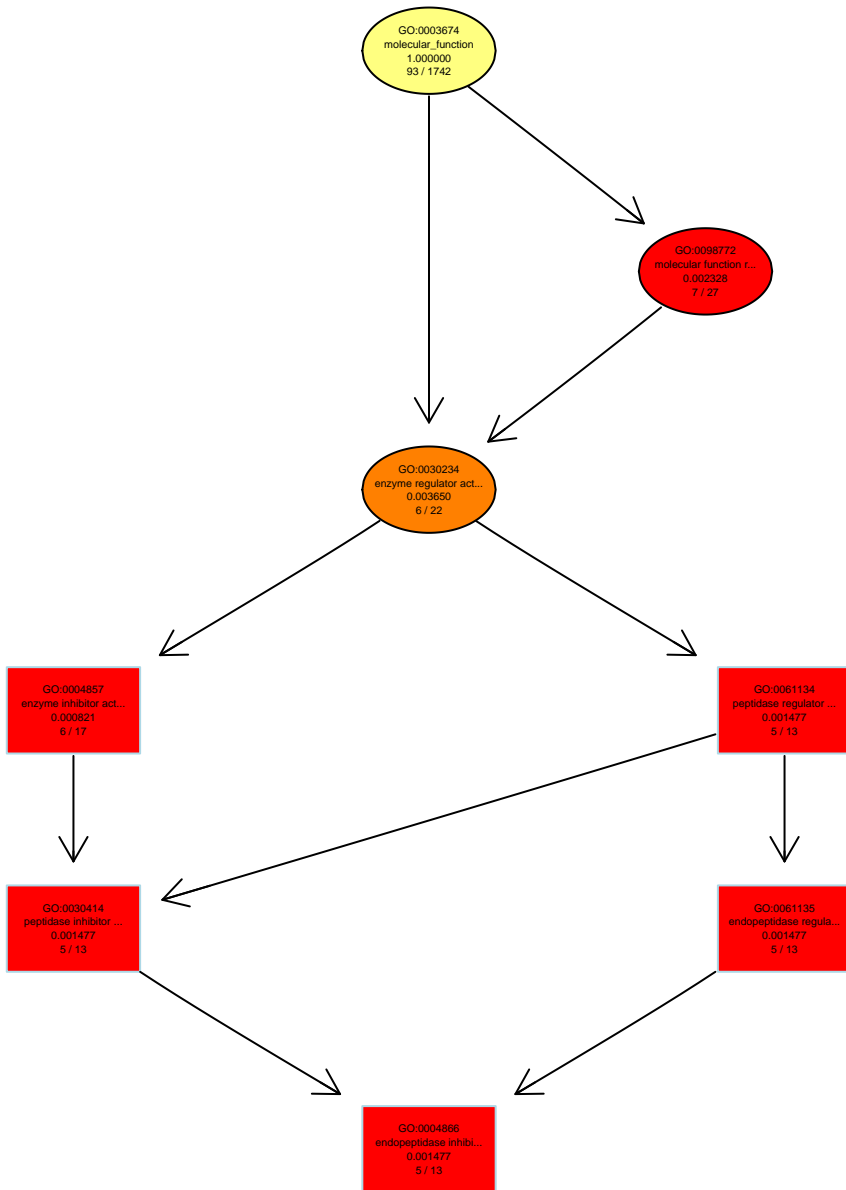 GO:0003674
molecular_function
1.000000
93 / 1742
GO:0098772
molecular function r...
0.002328
7 / 27
GO:0030234
enzyme regulator act...
0.003650
6 / 22
GO:0004857
enzyme inhibitor act...
0.000821
6 / 17
GO:0061134
peptidase regulator ...
0.001477
5 / 13
GO:0030414
peptidase inhibitor ...
0.001477
5 / 13
GO:0061135
endopeptidase regula...
0.001477
5 / 13
GO:0004866
endopeptidase inhibi...
0.001477
5 / 13